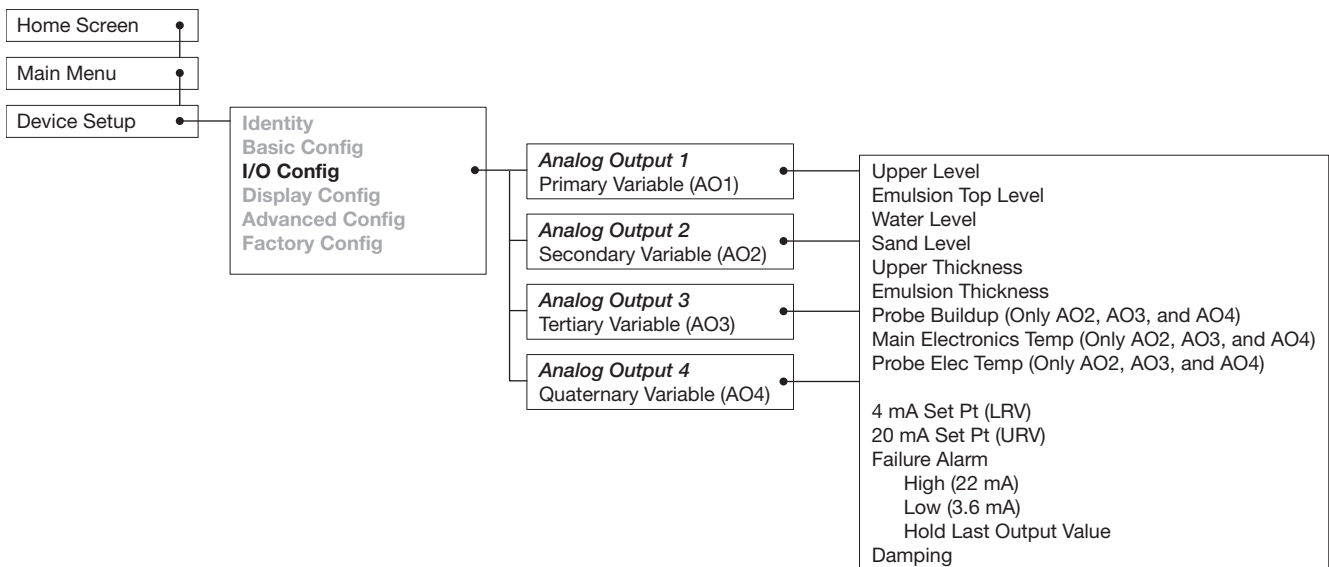 Home Screen
Main Menu
Device Setup
Identity
Basic Config
I/O Config
Display Config
Advanced Config
Factory Config
Analog Output 1
Primary Variable (AO1)
Analog Output 2
Secondary Variable (AO2)
Analog Output 3
Tertiary Variable (AO3)
Analog Output 4
Quaternary Variable (AO4)
Upper Level
Emulsion Top Level
Water Level
Sand Level
Upper Thickness
Emulsion Thickness
Probe Buildup (Only AO2, AO3, and AO4)
Main Electronics Temp (Only AO2, AO3, and AO4)
Probe Elec Temp (Only AO2, AO3, and AO4)
4 mA Set Pt (LRV)
20 mA Set Pt (URV)
Failure Alarm
High (22 mA)
Low (3.6 mA)
Hold Last Output Value
Damping